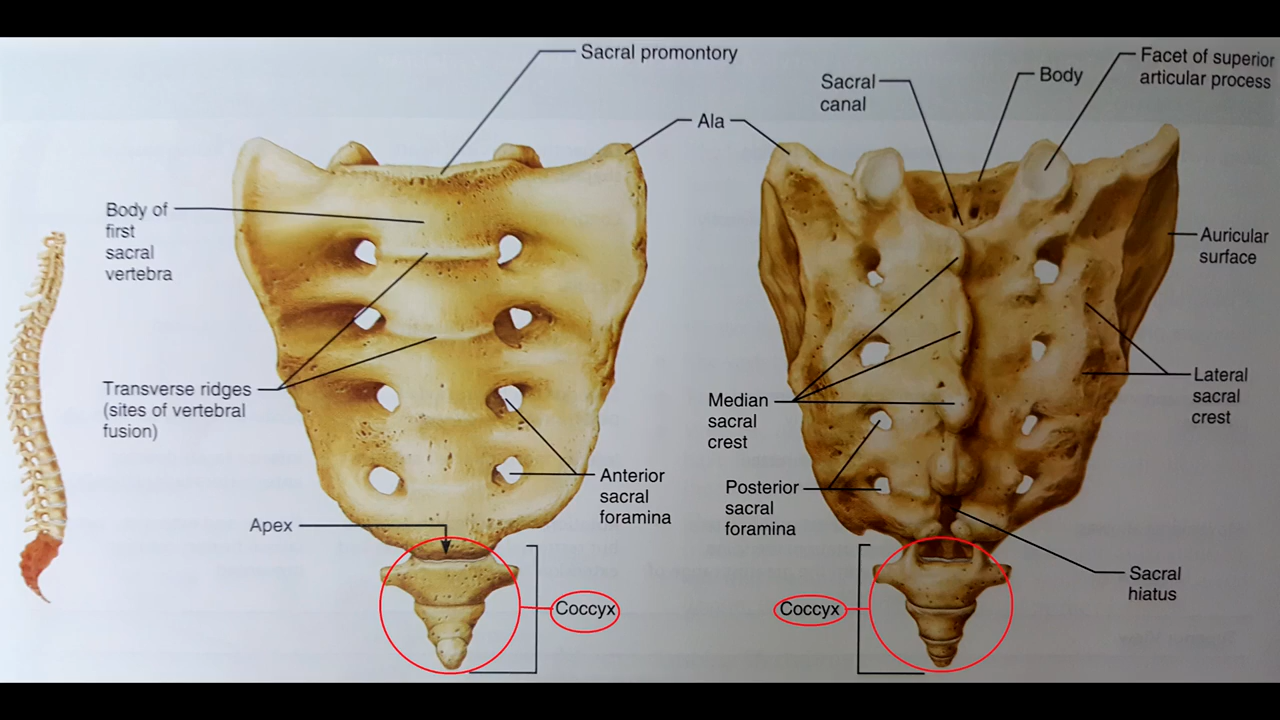 Sacral promontory
Ala
Body of
first
sacral
vertebra
Transverse ridges
(sites of vertebral
fusion)
Anterior
sacral
foramina
Apex
Coccyx
Sacral
canal
Body
Facet of superior
articular process
Auricular
surface
Median
sacral
crest
Lateral
sacral
crest
Posterior
sacral
foramina
Sacral
hiatus
Coccyx